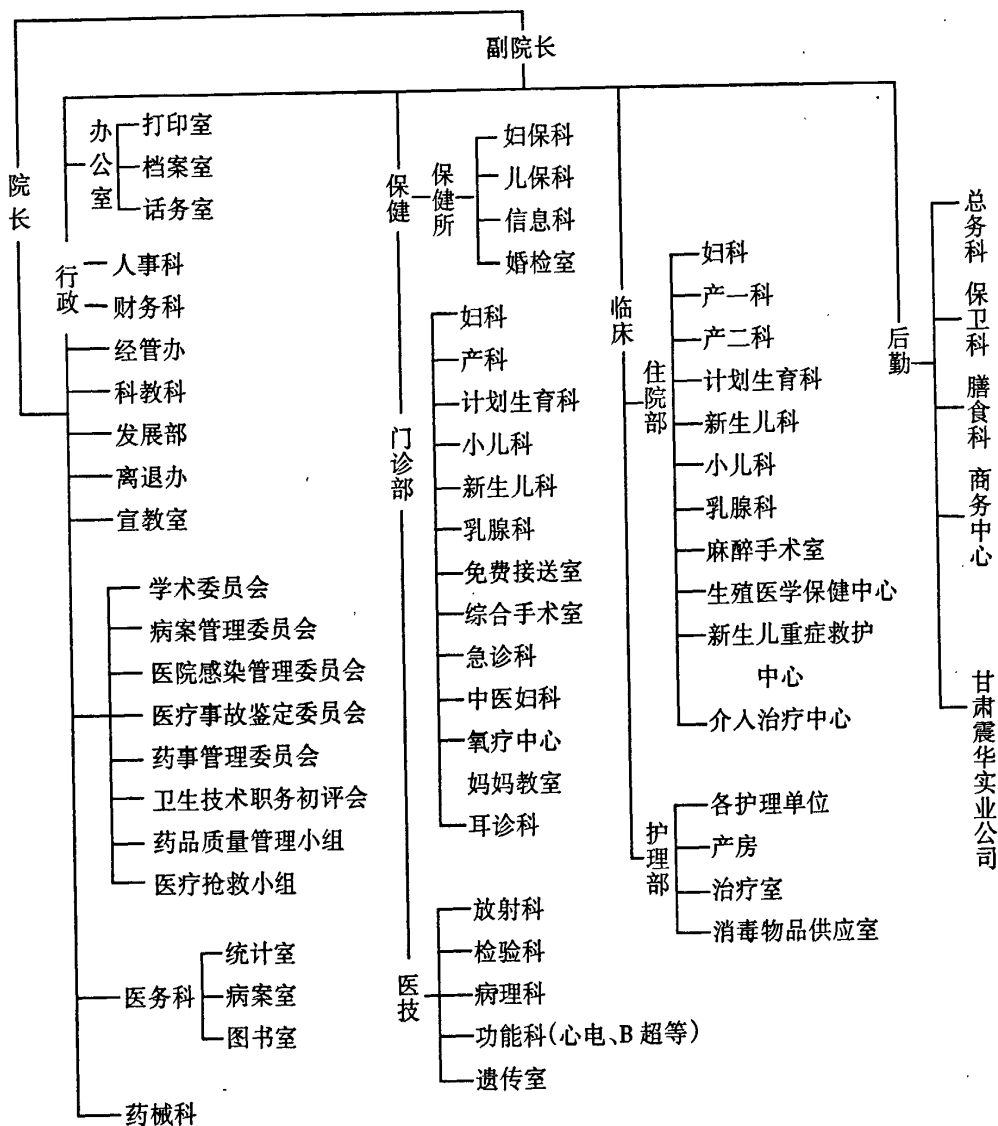 副院长
院长
行政
办公室
打印室
档案室
话务室
人事科
财务科
经管办
科教科
发展部
离退办
宣教室
学术委员会
病案管理委员会
医院感染管理委员会
医疗事故鉴定委员会
药事管理委员会
卫生技术职务初评会
药品质量管理小组
医疗抢救小组
医务科
统计室
病案室
图书室
药械科
保健
保健所
妇保科
儿保科
信息科
婚检室
门诊部
妇科
产科
计划生育科
小儿科
新生儿科
乳腺科
免费接送室
综合手术室
急诊科
中医妇科
氧疗中心
妈妈教室
耳诊科
医技
放射科
检验科
病理科
功能科(心电、B超等)
遗传室
临床
住院部
妇科
产一科
产二科
计划生育科
新生儿科
小儿科
乳腺科
麻醉手术室
生殖医学保健中心
新生儿重症救护
中心
介人治疗中心
护理部
各护理单位
产房
治疗室
消毒物品供应室
后勤
总务科
保卫科
膳食科
商务中心
甘肃震华实业公司